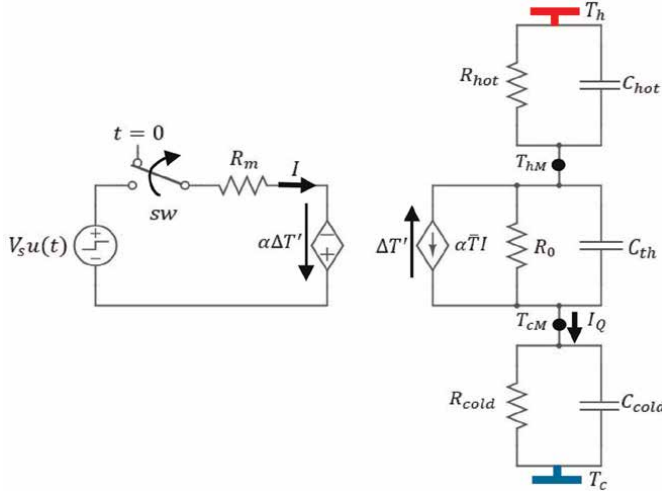 T_h
R_hot
C_hot
t = 0
R_m
I
T_hM
sw
V_s u(t)
+
−
αΔT′
−
+
ΔT′
αT̅I
R_0
C_th
T_cM
I_Q
R_cold
C_cold
T_c